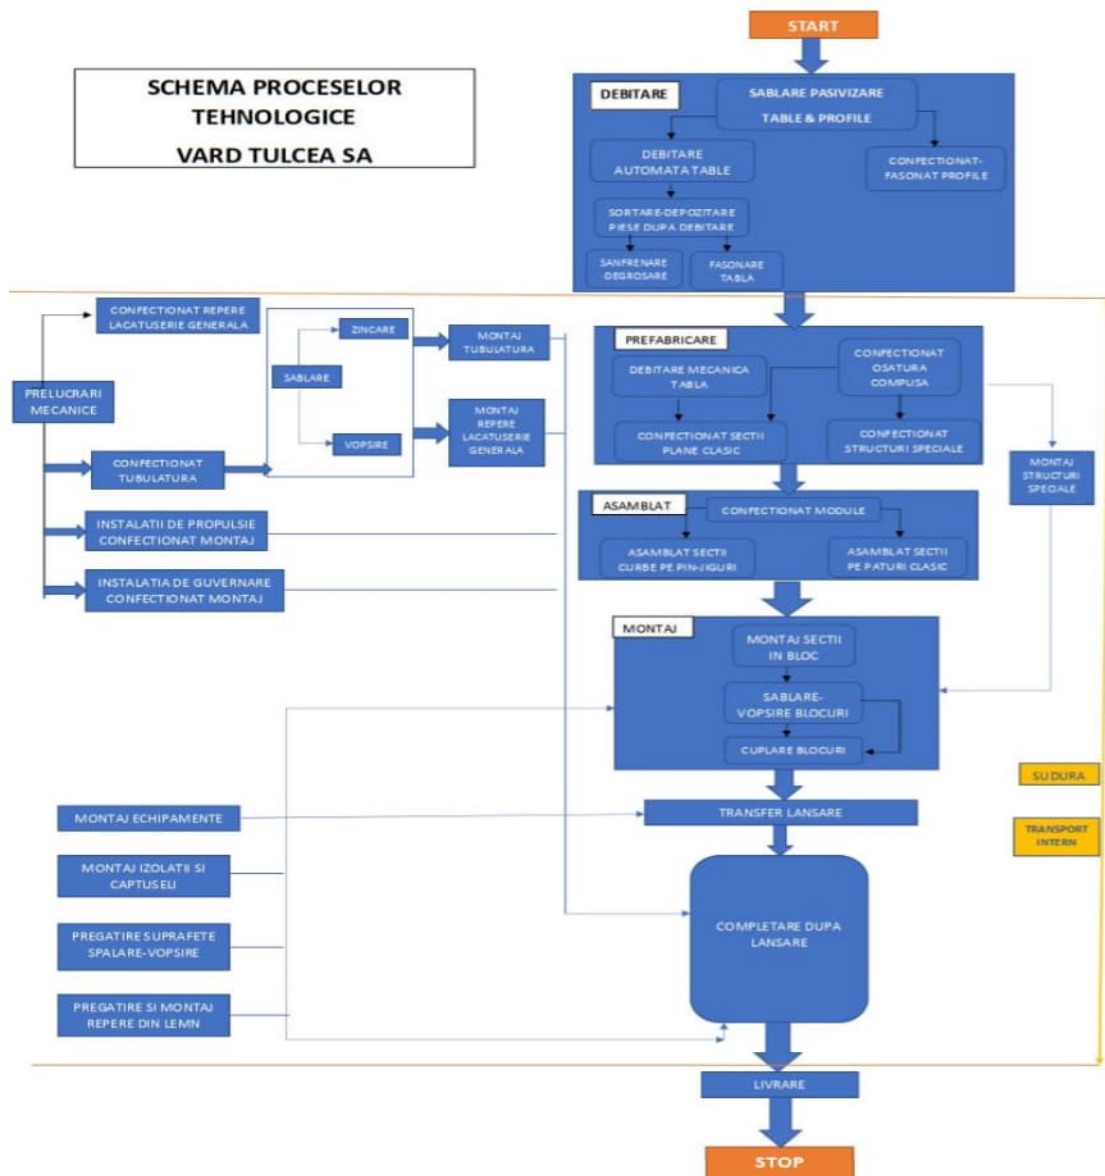 START
SCHEMA PROCESELOR
TEHNOLOGICE
VARD TULCEA SA
DEBITARE
SABLARE PASIVIZARE
TABLE & PROFILE
DEBITARE
AUTOMATA TABLE
CONFECTIONAT-
FASONAT PROFILE
SORTARE-DEPOZITARE
PIESE DUPA DEBITARE
SANFRENARE
-DEGROSARE
FASONARE
TABLA
CONFECTIONAT REPERE
LACATUSERIE GENERALA
ZINCARE
SABLARE
VOPSIRE
MONTAJ
TUBULATURA
MONTAJ
REPERE
LACATUSERIE
GENERALA
PRELUCRARI
MECANICE
CONFECTIONAT
TUBULATURA
INSTALATII DE PROPULSIE
CONFECTIONAT MONTAJ
INSTALATIA DE GUVERNARE
CONFECTIONAT MONTAJ
PREFABRICARE
DEBITARE MECANICA
TABLA
CONFECTIONAT
OSATURA
COMPUSA
CONFECTIONAT SECTII
PLANE CLASIC
CONFECTIONAT
STRUCTURI SPECIALE
MONTAJ
STRUCTURI
SPECIALE
ASAMBLAT
CONFECTIONAT MODULE
ASAMBLAT SECTII
CURBE PE PIN-JIGURI
ASAMBLAT SECTII
PE PATURI CLASIC
MONTAJ
MONTAJ SECTII
IN BLOC
SABLARE-
VOPSIRE BLOCURI
CUPLARE BLOCURI
SUDURA
TRANSPORT
INTERN
MONTAJ ECHIPAMENTE
TRANSFER LANSARE
MONTAJ IZOLATII SI
CAPTUSELI
PREGATIRE SUPRAFETE
SPALARE-VOPSIRE
PREGATIRE SI MONTAJ
REPERE DIN LEMN
COMPLETARE DUPA
LANSARE
LIVRARE
STOP